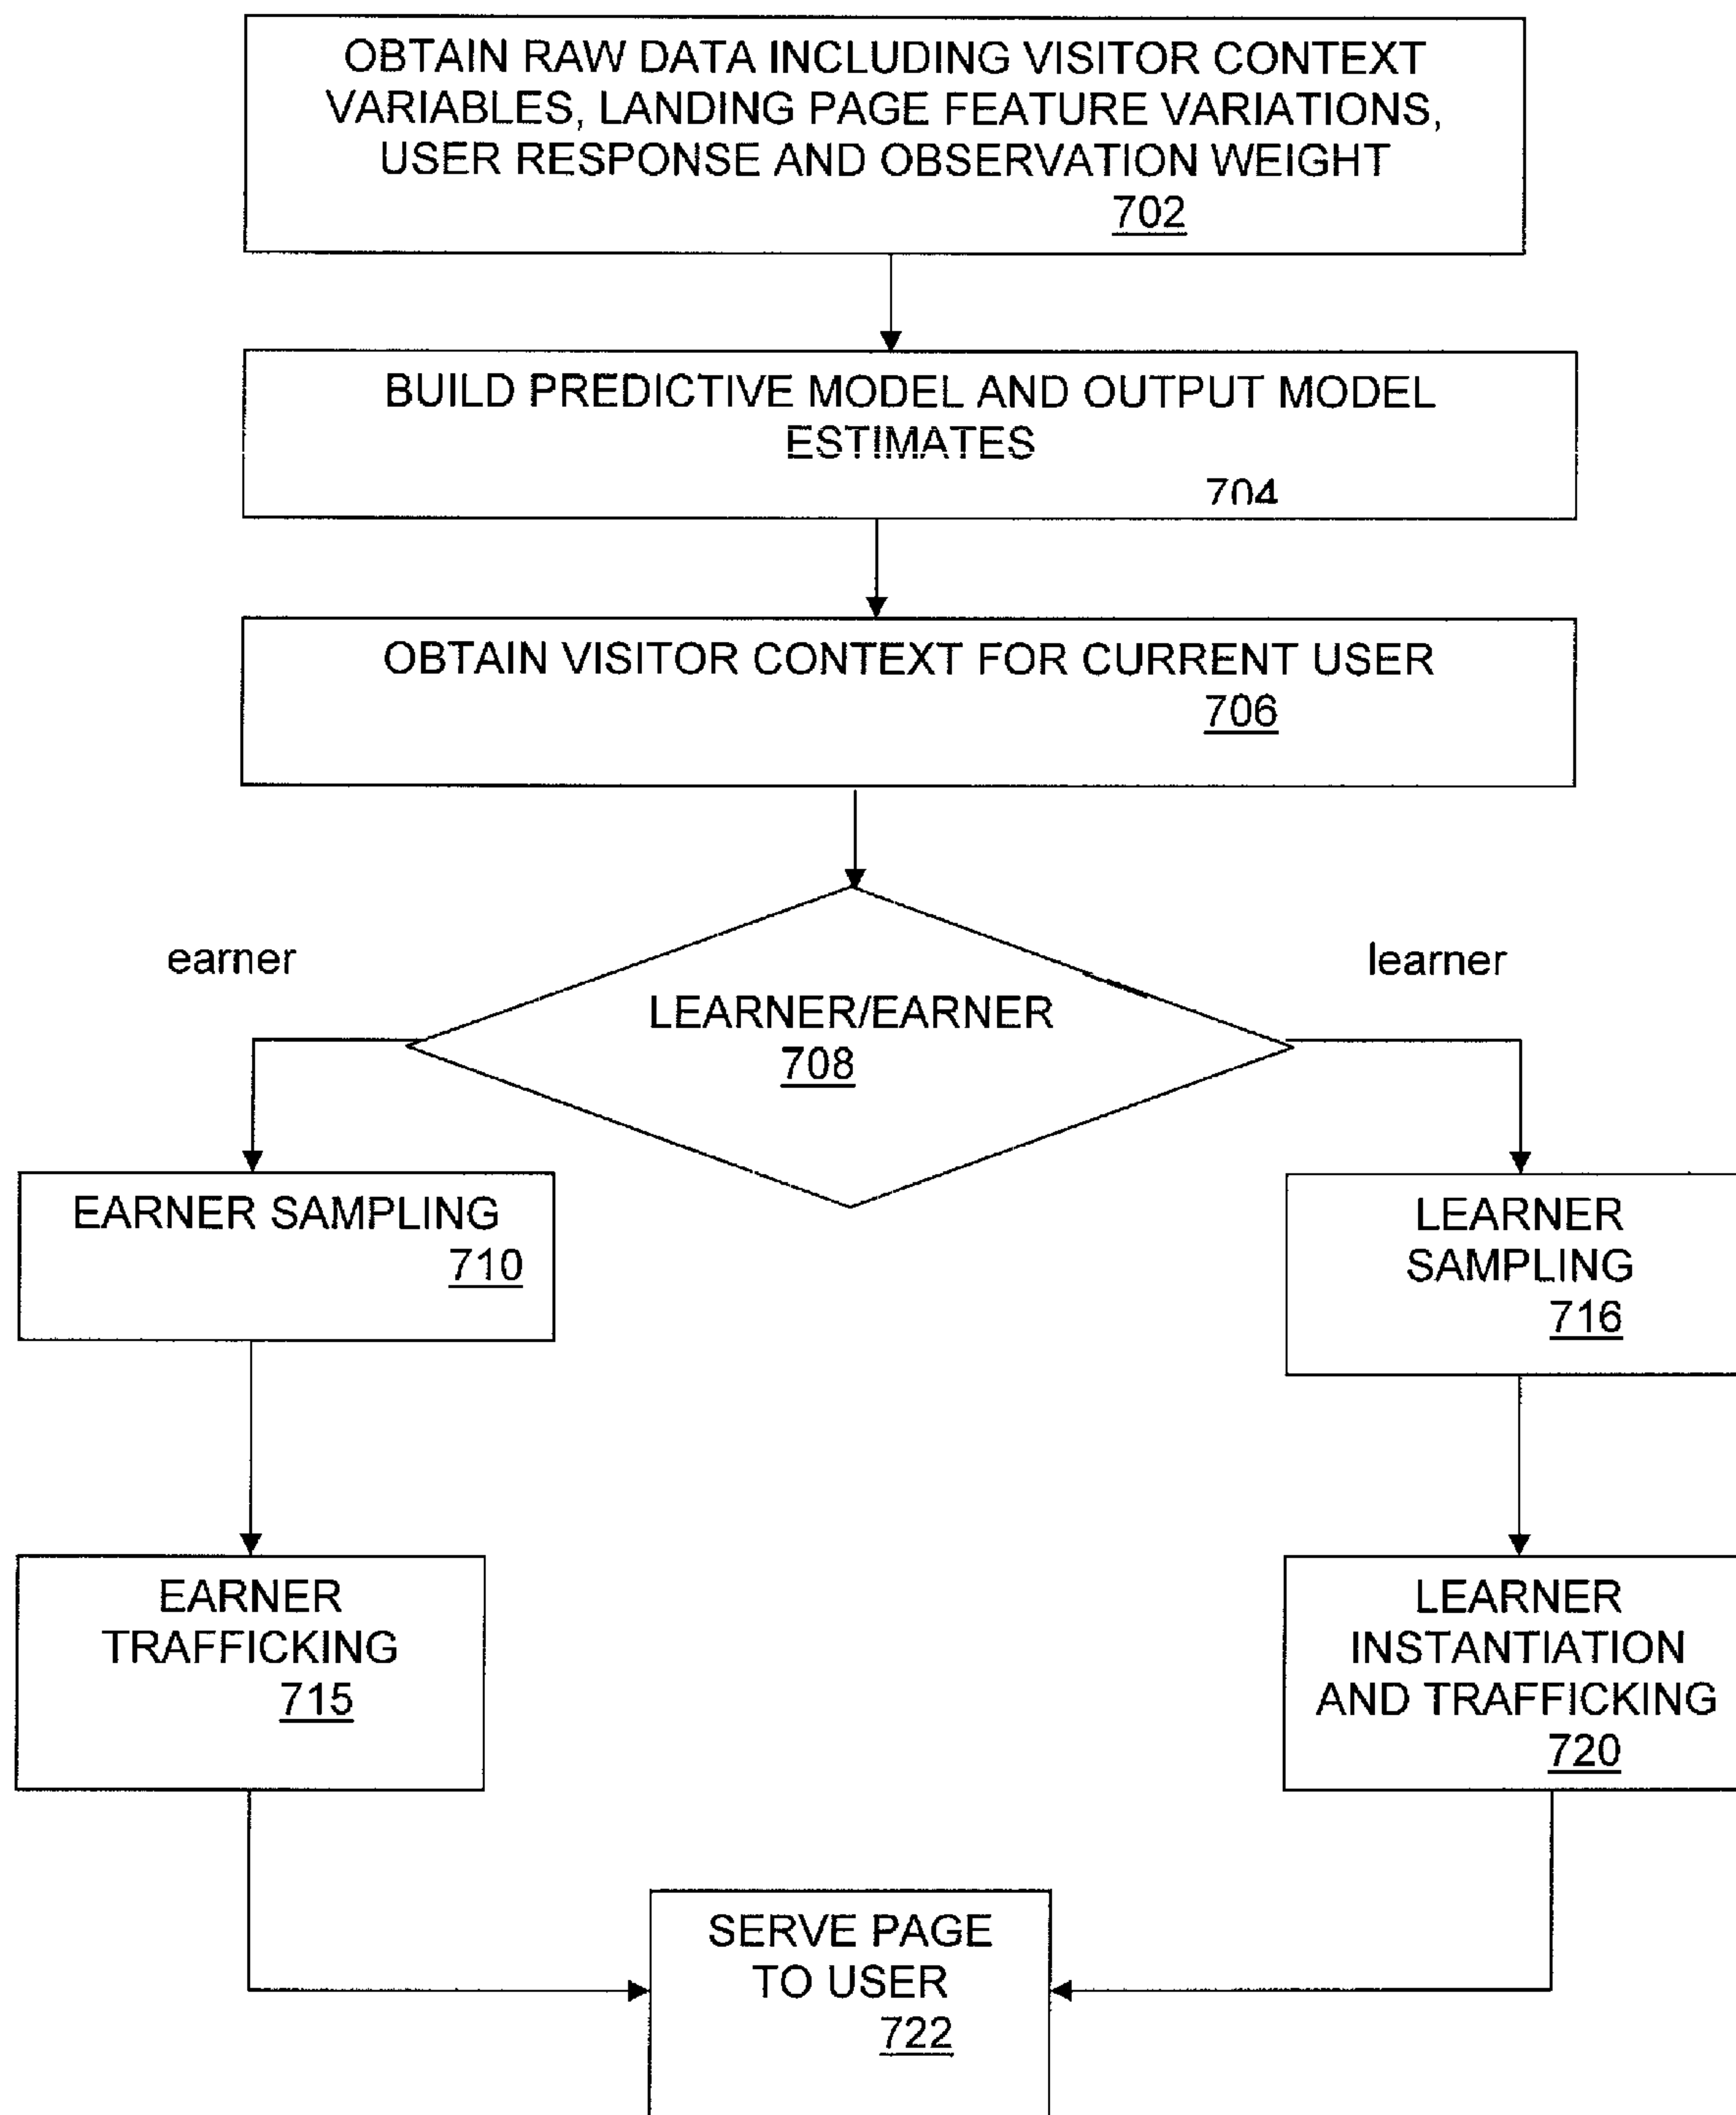 OBTAIN RAW DATA INCLUDING VISITOR CONTEXT
VARIABLES, LANDING PAGE FEATURE VARIATIONS,
USER RESPONSE AND OBSERVATION WEIGHT
702
BUILD PREDICTIVE MODEL AND OUTPUT MODEL
ESTIMATES
704
OBTAIN VISITOR CONTEXT FOR CURRENT USER
706
earner
learner
LEARNER/EARNER
708
EARNER SAMPLING
710
LEARNER
SAMPLING
716
EARNER
TRAFFICKING
715
LEARNER
INSTANTIATION
AND TRAFFICKING
720
SERVE PAGE
TO USER
722